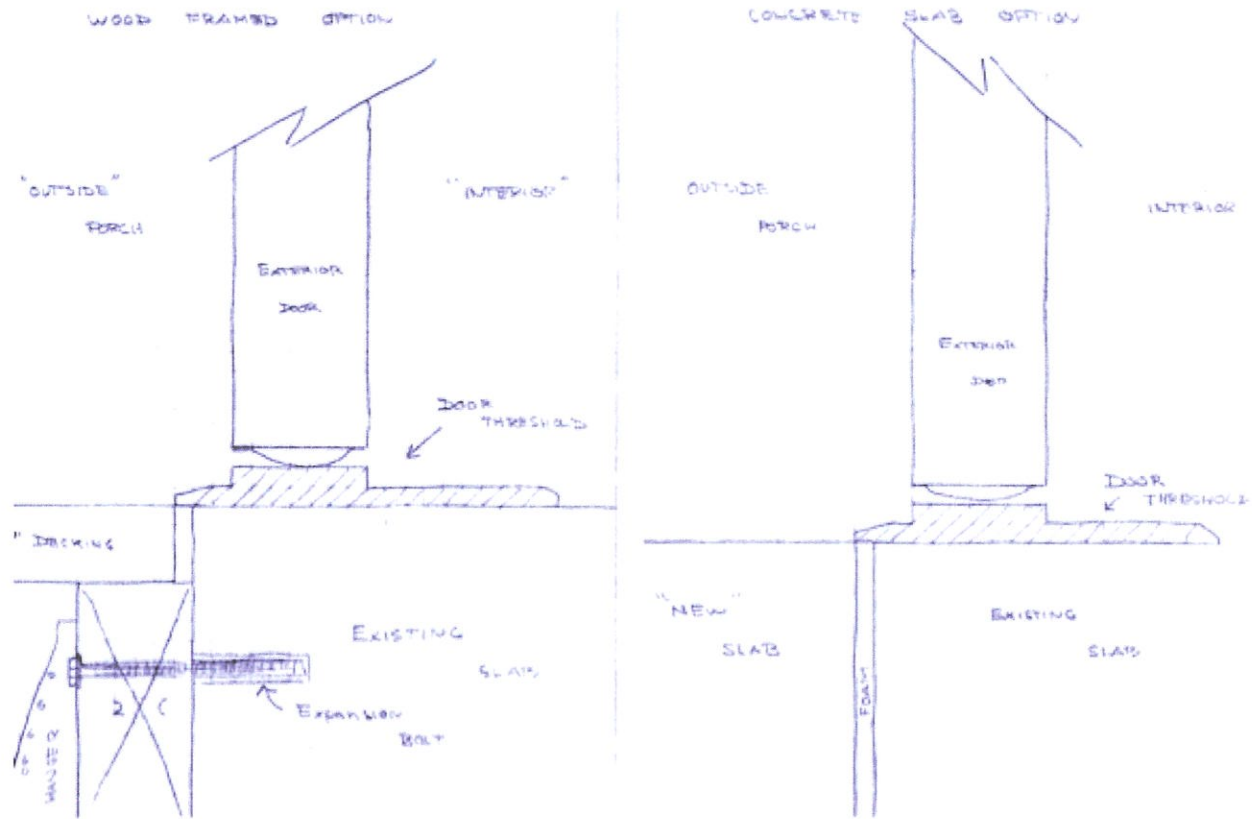 WOOD FRAMED OPTION
"OUTSIDE"
PORCH
"INTERIOR"
EXTERIOR
DOOR
DOOR
THRESHOLD
" DECKING
EXISTING
SLAB
EXPANSION
BOLT
HANGER
CONCRETE SLAB OPTION
OUTSIDE
PORCH
INTERIOR
EXTERIOR
DOOR
THRESHOLD
"NEW"
SLAB
EXISTING
SLAB
FOAM